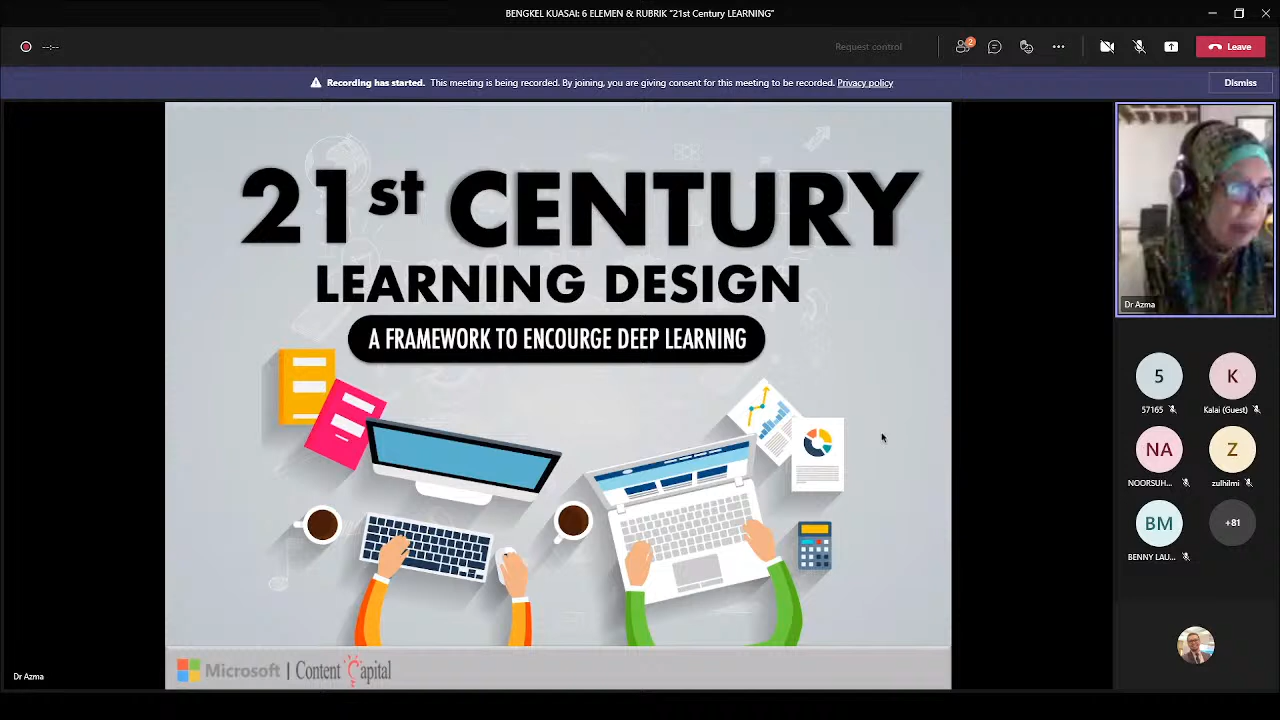 BENGKEL KUASAI: 6 ELEMEN & RUBRIK "21st Century LEARNING"
--:--
Request control
2
Leave
Recording has started. This meeting is being recorded. By joining, you are giving consent for this meeting to be recorded. Privacy policy
Dismiss
21st CENTURY
LEARNING DESIGN
A FRAMEWORK TO ENCOURGE DEEP LEARNING
Microsoft | Content Capital
Dr Azma
Dr Azma
5
K
57165
Kalai (Guest)
NA
Z
NOORSUH...
zulhilmi
BM
+81
BENNY LAU...